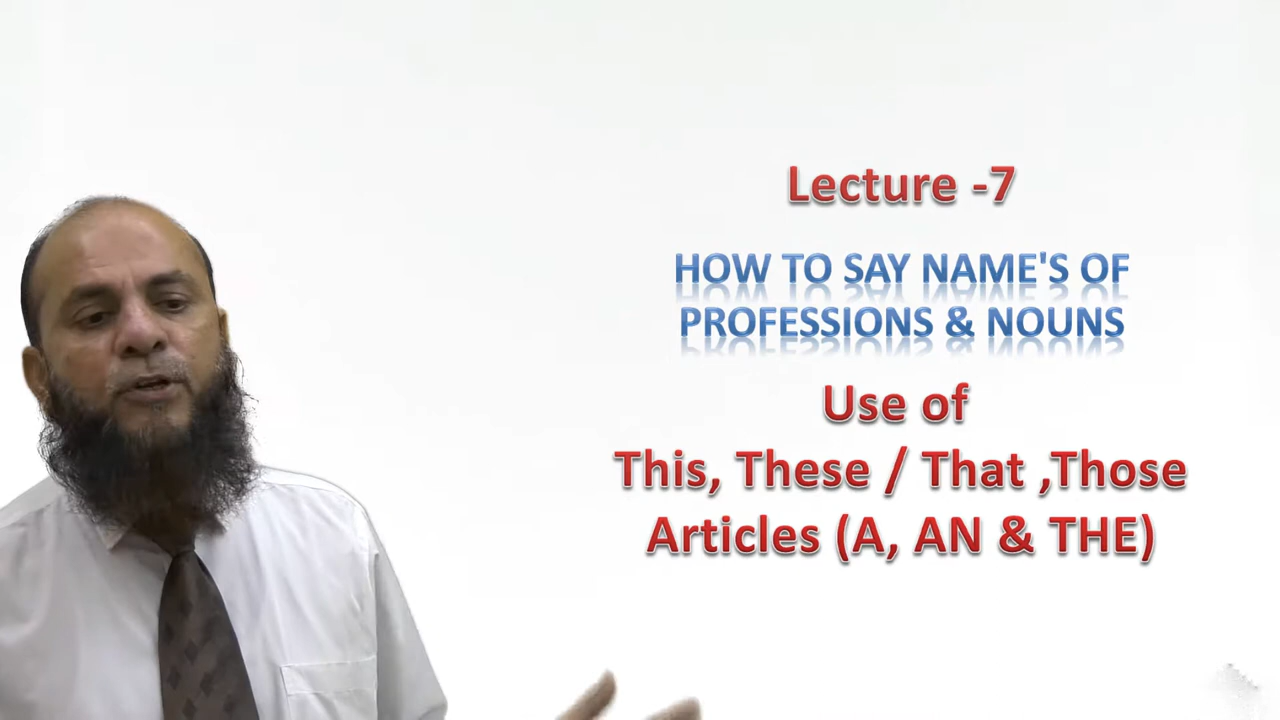 Lecture -7
HOW TO SAY NAME'S OF
PROFESSIONS & NOUNS
Use of
This, These / That ,Those
Articles (A, AN & THE)